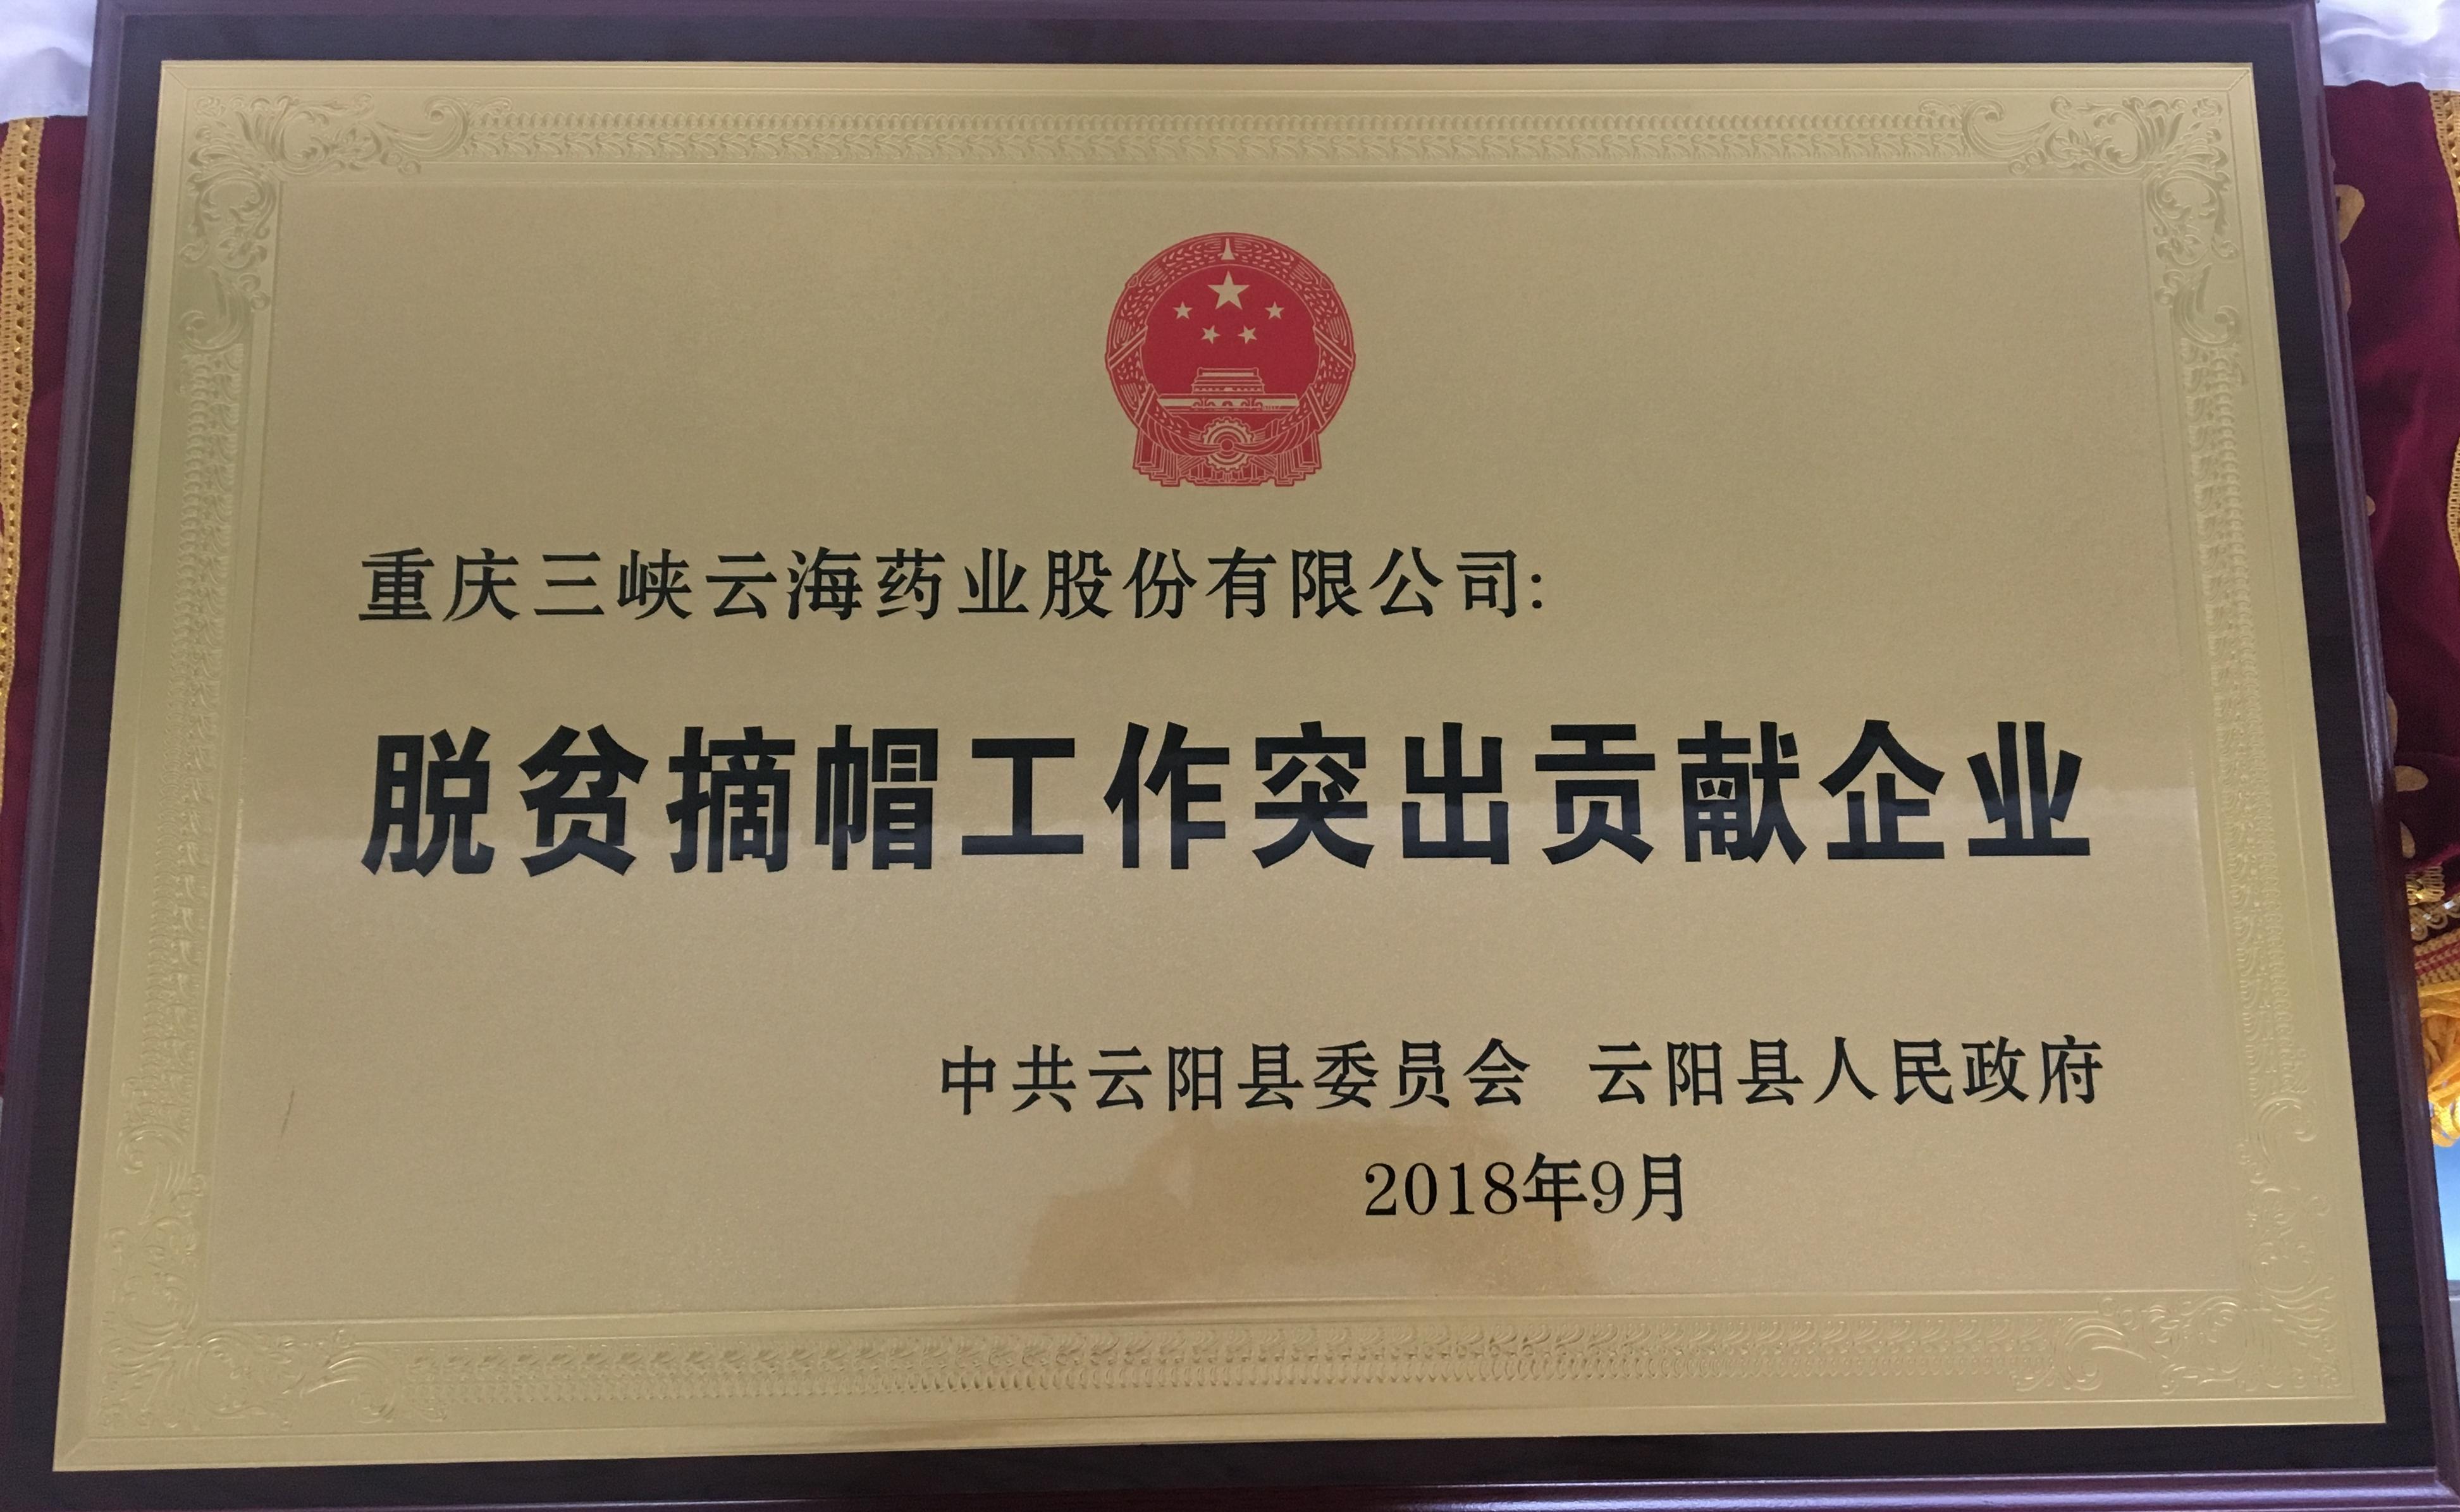 重庆三峡云海药业股份有限公司:
脱贫摘帽工作突出贡献企业
中共云阳县委员会 云阳县人民政府
2018年9月